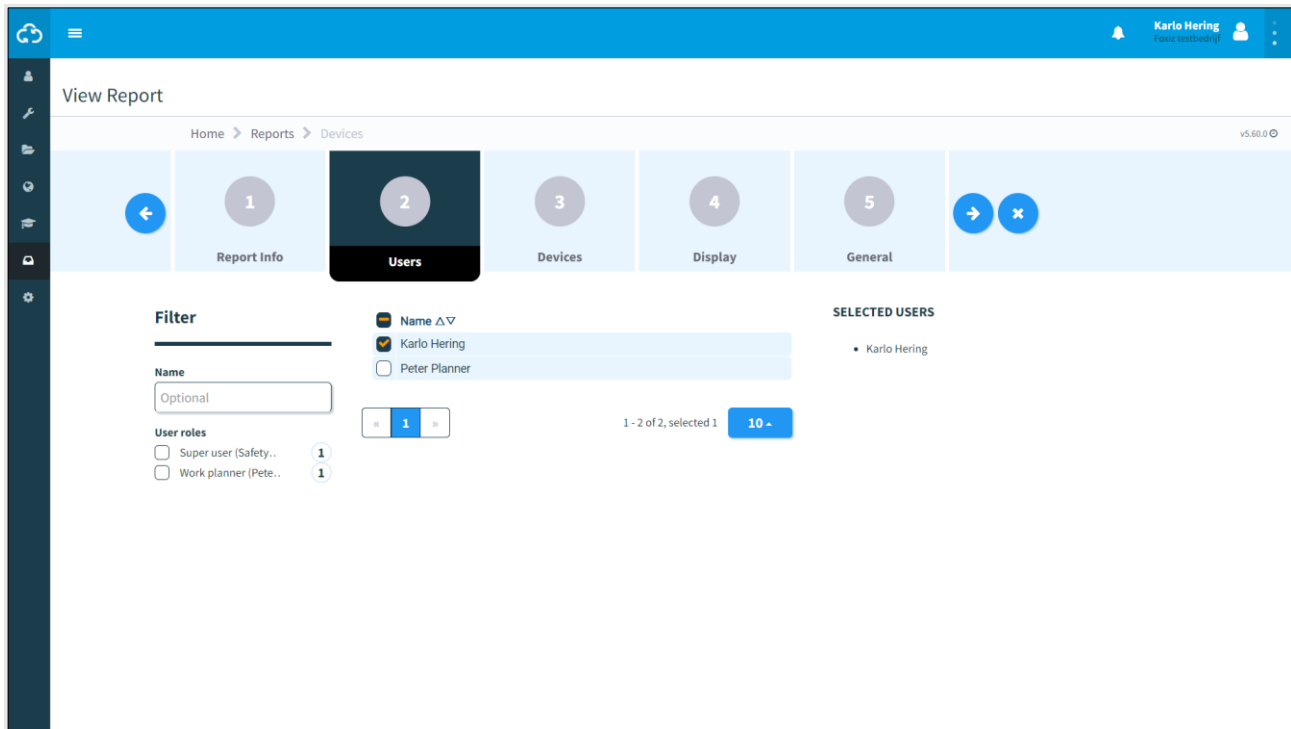 Karlo Hering
Foxiz testbedrijf
View Report
Home Reports Devices
v5.60.0
1 2 3 4 5
Report Info Users Devices Display General
Filter
Name
Optional
User roles
Super user (Safety.. 1
Work planner (Pete.. 1
Name
Karlo Hering
Peter Planner
« 1 » 1 - 2 of 2, selected 1 10
SELECTED USERS
• Karlo Hering